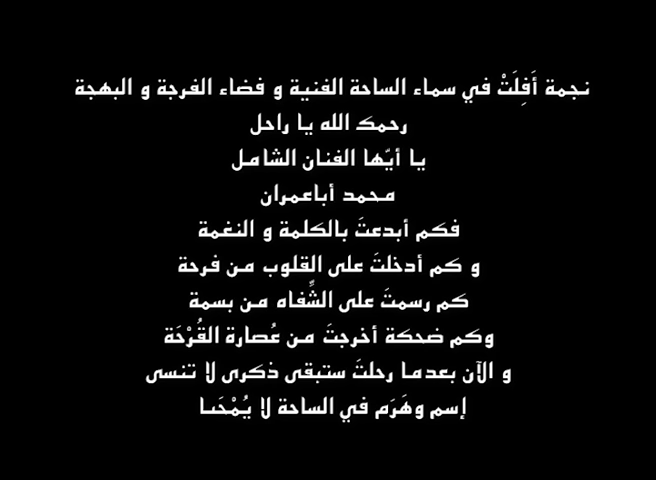 نجمة أَفِلَتْ في سماء الساحة الفنية و فضاء الفرجة و البهجة
رحمك الله يا راحل
يا أيّها الفنان الشامل
محمد أباعمران
فكم أبدعتَ بالكلمة و النغمة
و كم أدخلتَ على القلوب من فرحة
كم رسمتَ على الشِّفاه من بسمة
وكم ضحكة أخرجتَ من عُصارة القُرْحَة
و الآن بعدما رحلتَ ستبقى ذكرى لا تنسى
إسم وهَرَم في الساحة لا يُمْحَىا